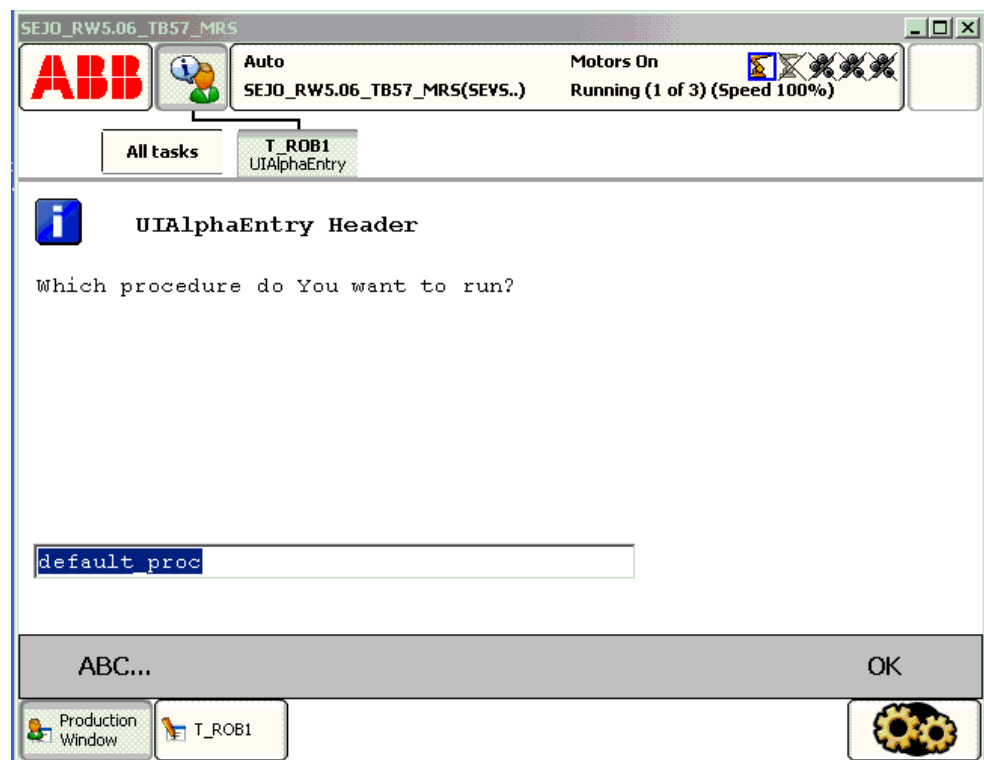 SEJO_RW5.06_TB57_MRS
ABB
Auto
Motors On
SEJO_RW5.06_TB57_MRS(SEVS..)
Running (1 of 3) (Speed 100%)
All tasks
T_ROB1
UIAlphaEntry
i
UIAlphaEntry Header
Which procedure do You want to run?
default_proc
ABC...
OK
Production
Window
T_ROB1